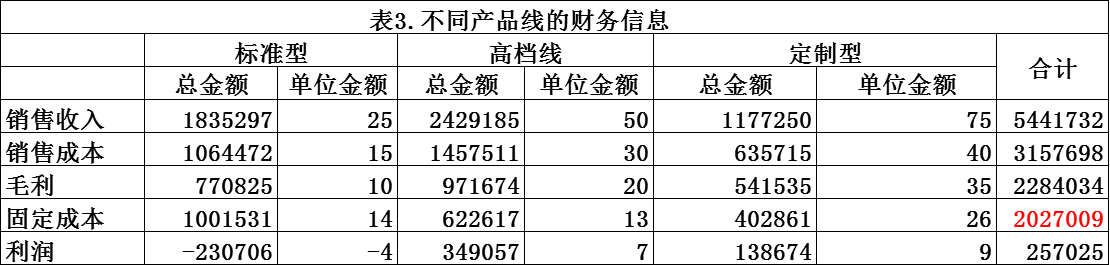 表3.不同产品线的财务信息
标准型 高档线 定制型 合计
总金额 单位金额 总金额 单位金额 总金额 单位金额
销售收入 1835297 25 2429185 50 1177250 75 5441732
销售成本 1064472 15 1457511 30 635715 40 3157698
毛利 770825 10 971674 20 541535 35 2284034
固定成本 1001531 14 622617 13 402861 26 2027009
利润 -230706 -4 349057 7 138674 9 257025